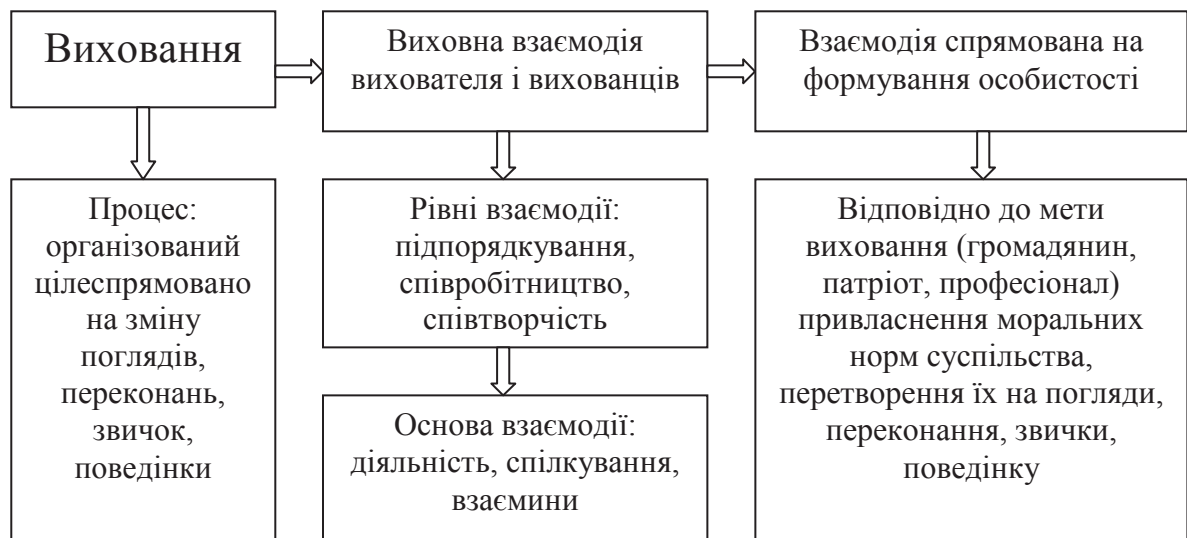 Виховання
Виховна взаємодія
вихователя і вихованців
Взаємодія спрямована на
формування особистості
Процес:
організований
цілеспрямовано
на зміну
поглядів,
переконань,
звичок,
поведінки
Рівні взаємодії:
підпорядкування,
співробітництво,
співтворчість
Основа взаємодії:
діяльність, спілкування,
взаємини
Відповідно до мети
виховання (громадянин,
патріот, професіонал)
привласнення моральних
норм суспільства,
перетворення їх на погляди,
переконання, звички,
поведінку